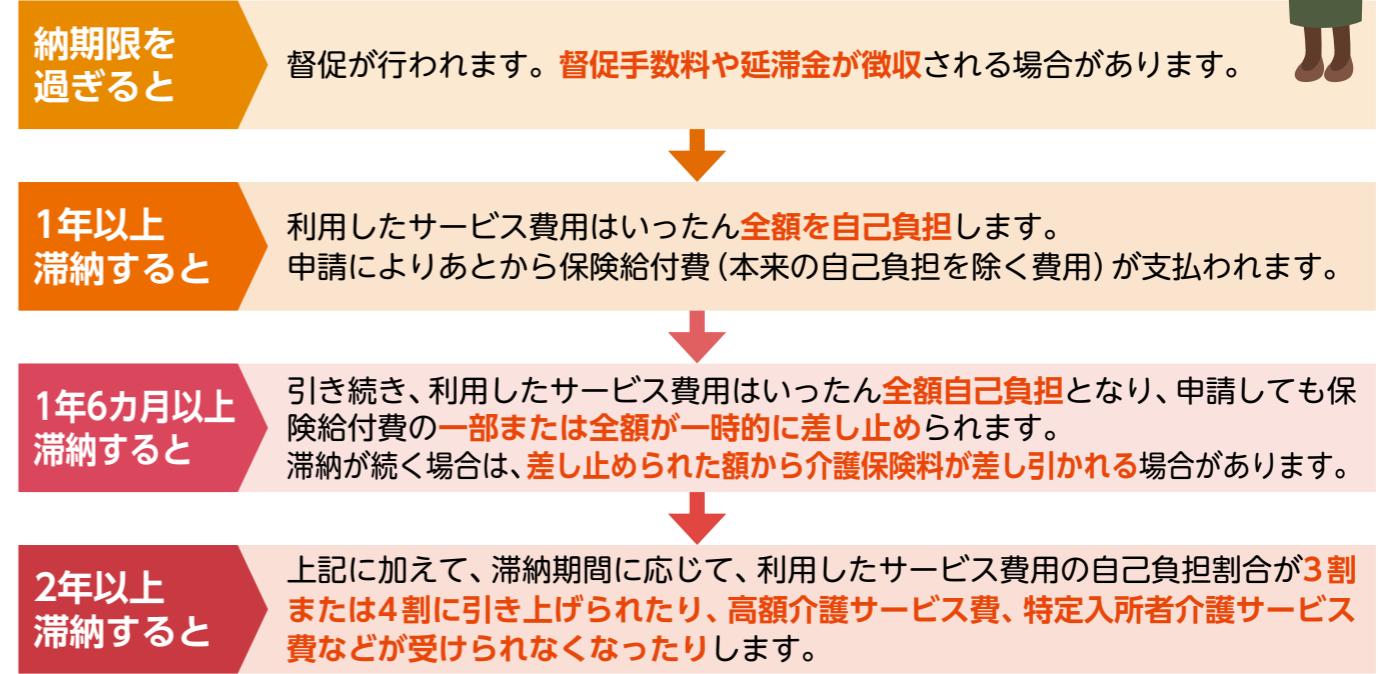 納期限を
過ぎると
督促が行われます。督促手数料や延滞金が徴収される場合があります。
1年以上
滞納すると
利用したサービス費用はいったん全額を自己負担します。
申請によりあとから保険給付費(本来の自己負担を除く費用)が支払われます。
1年6カ月以上
滞納すると
引き続き、利用したサービス費用はいったん全額自己負担となり、申請しても保
険給付費の一部または全額が一時的に差し止められます。
滞納が続く場合は、差し止められた額から介護保険料が差し引かれる場合があります。
2年以上
滞納すると
上記に加えて、滞納期間に応じて、利用したサービス費用の自己負担割合が3割
または4割に引き上げられたり、高額介護サービス費、特定入所者介護サービス
費などが受けられなくなったりします。